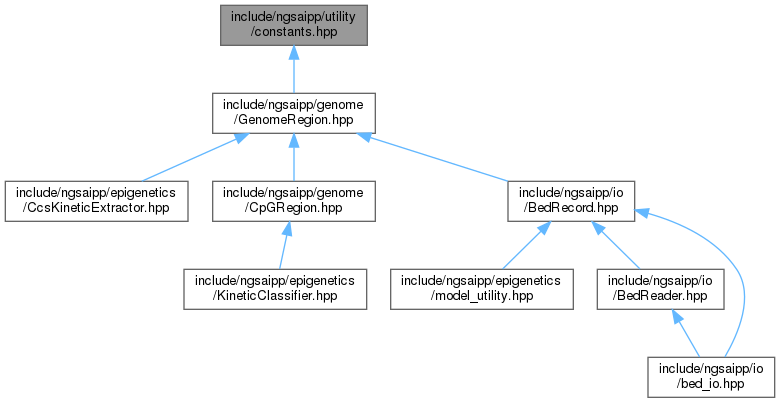 include/ngsaipp/utility
/constants.hpp
include/ngsaipp/genome
/GenomeRegion.hpp
include/ngsaipp/epigenetics
/CcsKineticExtractor.hpp
include/ngsaipp/genome
/CpGRegion.hpp
include/ngsaipp/io
/BedRecord.hpp
include/ngsaipp/epigenetics
/KineticClassifier.hpp
include/ngsaipp/epigenetics
/model_utility.hpp
include/ngsaipp/io
/BedReader.hpp
include/ngsaipp/io
/bed_io.hpp